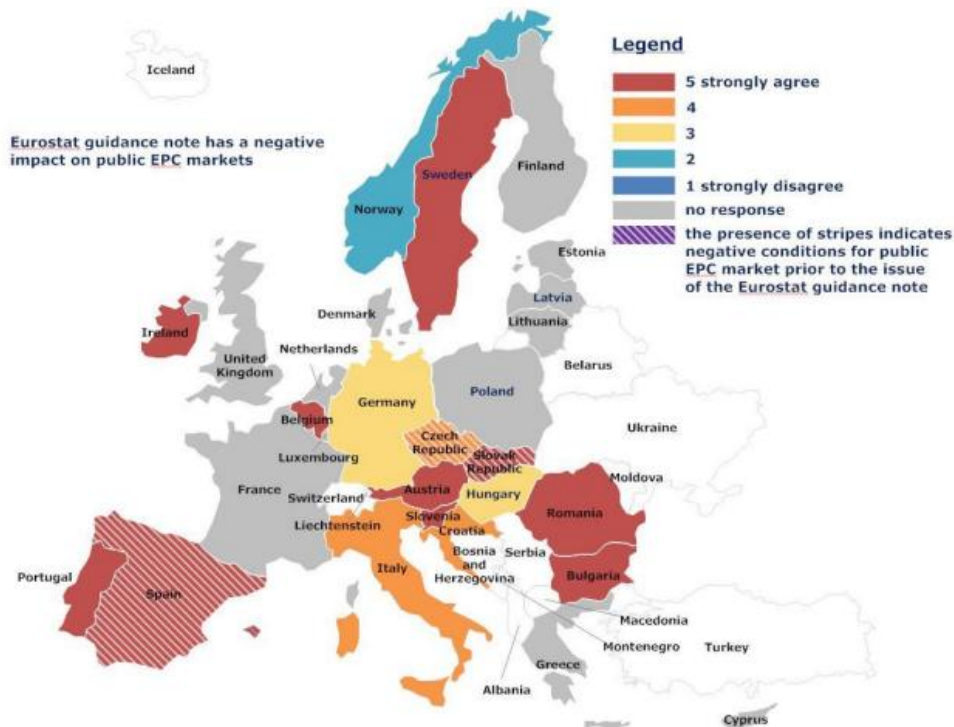 Iceland
Eurostat guidance note has a negative
impact on public EPC markets
Legend
5 strongly agree
4
3
2
1 strongly disagree
no response
the presence of stripes indicates
negative conditions for public
EPC market prior to the issue
of the Eurostat guidance note
Finland
Sweden
Norway
Estonia
Latvia
Lithuania
Denmark
Ireland
United
Kingdom
Netherlands
Belarus
Germany
Poland
Belgium
Czech
Republic
Ukraine
Luxembourg
Slovak
Republic
Moldova
France
Switzerland
Austria
Hungary
Liechtenstein
Slovenia
Romania
Croatia
Bosnia
and
Herzegovina
Serbia
Portugal
Spain
Italy
Bulgaria
Macedonia
Montenegro
Turkey
Greece
Albania
Cyprus